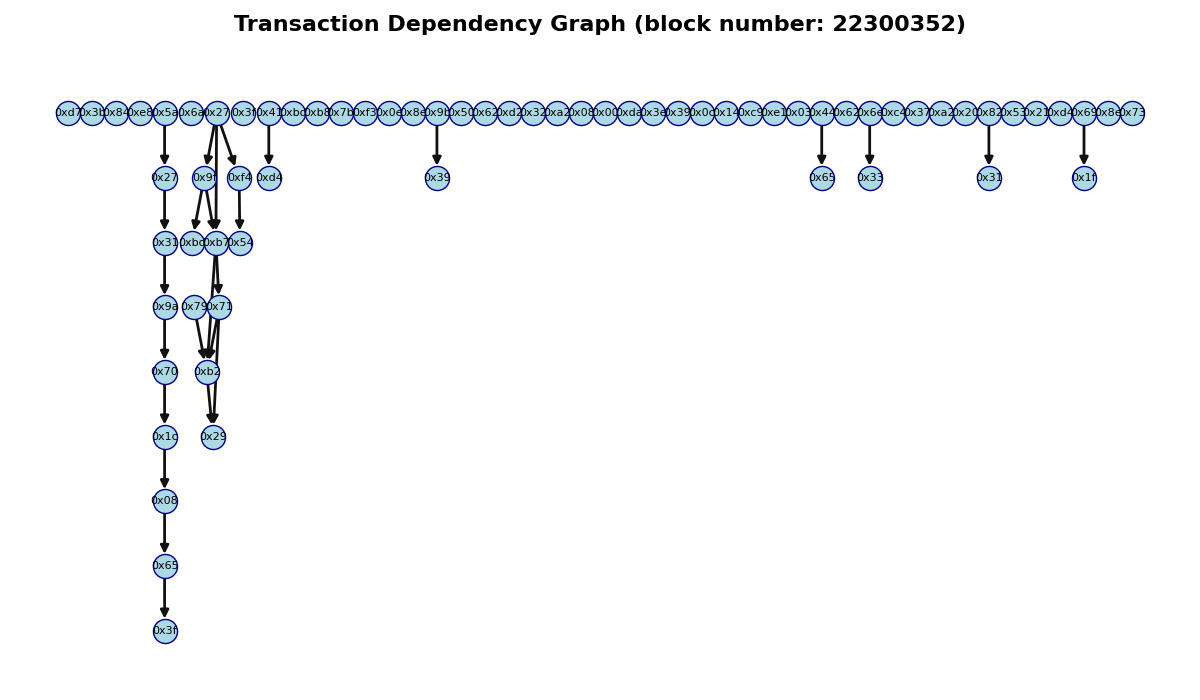 Transaction Dependency Graph (block number: 22300352)
0xd7 0x3b 0x84 0xe8 0x5a 0x6a 0x27 0x3f 0x41 0xbd 0xb8 0x7b 0xf3 0x0e 0x8e 0x9b 0x50 0x62 0xd2 0x32 0xa2 0x08 0x00 0xda 0x3e 0x39 0x0c 0x14 0xc9 0xe1 0x03 0x44 0x62 0x6e 0xc4 0x37 0xa2 0x20 0x82 0x53 0x21 0xd4 0x69 0x8e 0x73
0x27 0x9f 0xf4 0xd4 0x39 0x65 0x33 0x31 0x1f
0x31 0xbd 0xb7 0x54
0x9a 0x79 0x71
0x70 0xb2
0x1c 0x29
0x08
0x65
0x3f